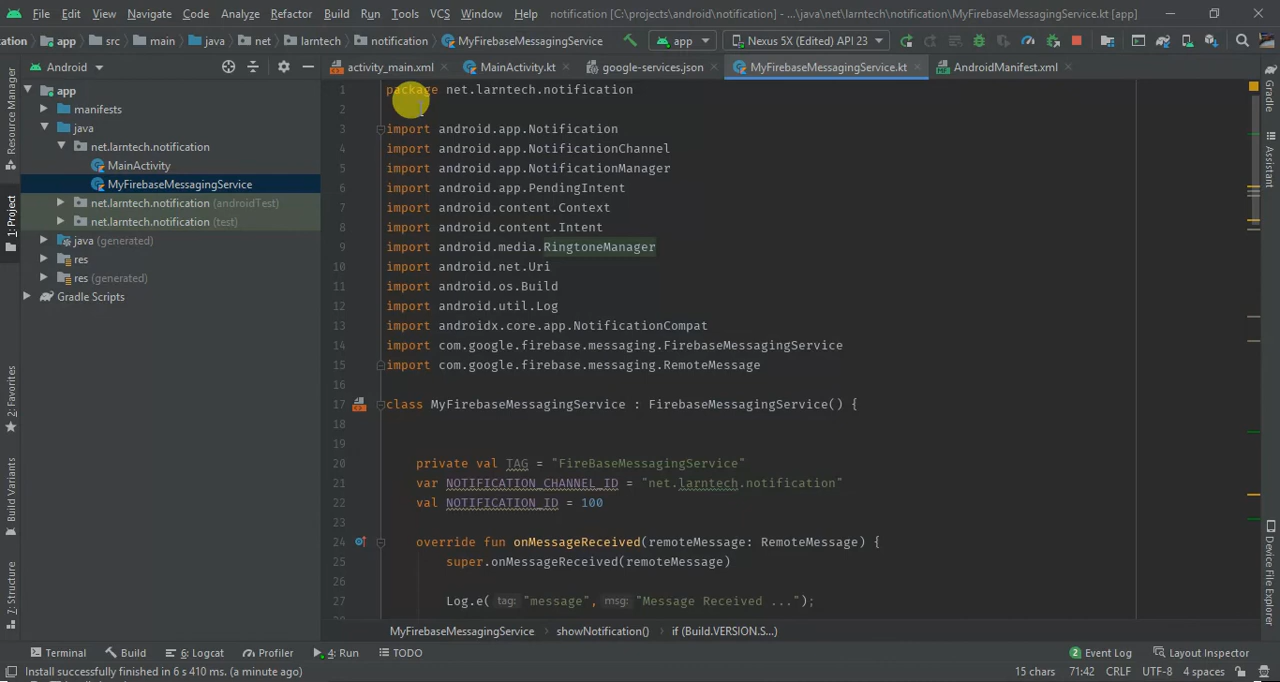 File Edit View Navigate Code Analyze Refactor Build Run Tools VCS Window Help notification [C:\projects\android\notification] - ...\java\net\larntech\notification\MyFirebaseMessagingService.kt [app]
ation app src main java net larntech notification MyFirebaseMessagingService app Nexus 5X (Edited) API 23
Android activity_main.xml MainActivity.kt google-services.json MyFirebaseMessagingService.kt AndroidManifest.xml
app
manifests
java
net.larntech.notification
MainActivity
MyFirebaseMessagingService
net.larntech.notification (androidTest)
net.larntech.notification (test)
java (generated)
res
res (generated)
Gradle Scripts
Resource Manager
1: Project
2: Favorites
Build Variants
7: Structure
1 package net.larntech.notification
2
3 import android.app.Notification
4 import android.app.NotificationChannel
5 import android.app.NotificationManager
6 import android.app.PendingIntent
7 import android.content.Context
8 import android.content.Intent
9 import android.media.RingtoneManager
10 import android.net.Uri
11 import android.os.Build
12 import android.util.Log
13 import androidx.core.app.NotificationCompat
14 import com.google.firebase.messaging.FirebaseMessagingService
15 import com.google.firebase.messaging.RemoteMessage
16
17 class MyFirebaseMessagingService : FirebaseMessagingService() {
18
19
20 private val TAG = "FireBaseMessagingService"
21 var NOTIFICATION_CHANNEL_ID = "net.larntech.notification"
22 val NOTIFICATION_ID = 100
23
24 override fun onMessageReceived(remoteMessage: RemoteMessage) {
25 super.onMessageReceived(remoteMessage)
26
27 Log.e( tag: "message", msg: "Message Received ...");
Gradle
Assistant
Device File Explorer
MyFirebaseMessagingService showNotification() if (Build.VERSION.S...)
Terminal Build 6: Logcat Profiler 4: Run TODO 2 Event Log Layout Inspector
Install successfully finished in 6 s 410 ms. (a minute ago) 15 chars 71:42 CRLF UTF-8 4 spaces